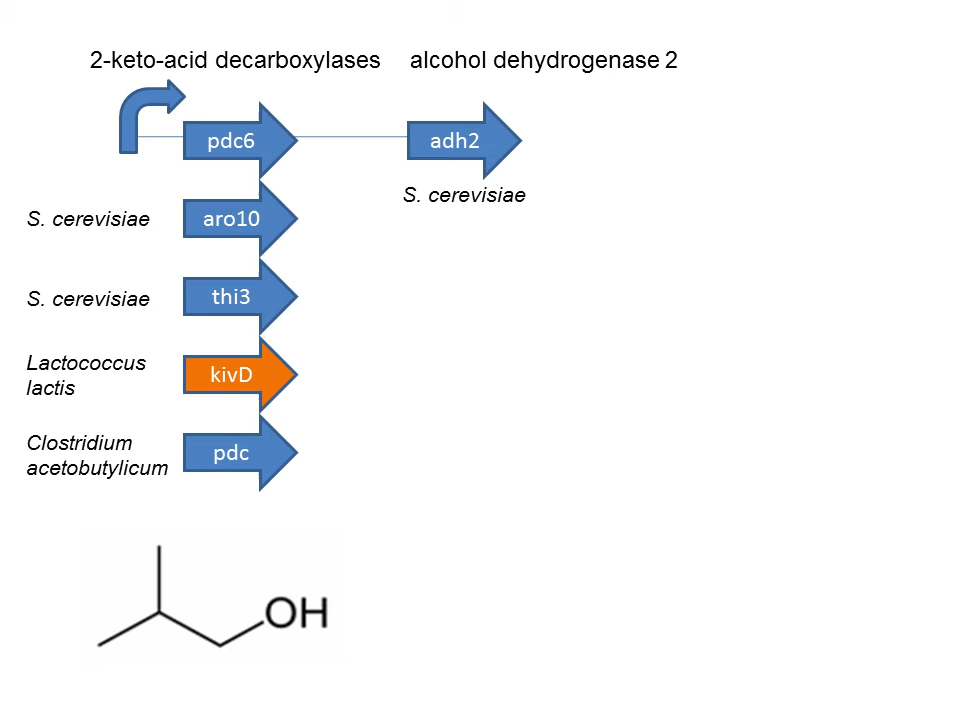 2-keto-acid decarboxylases alcohol dehydrogenase 2
pdc6 adh2
S. cerevisiae
S. cerevisiae aro10
S. cerevisiae thi3
Lactococcus
lactis
kivD
Clostridium
acetobutylicum
pdc
OH